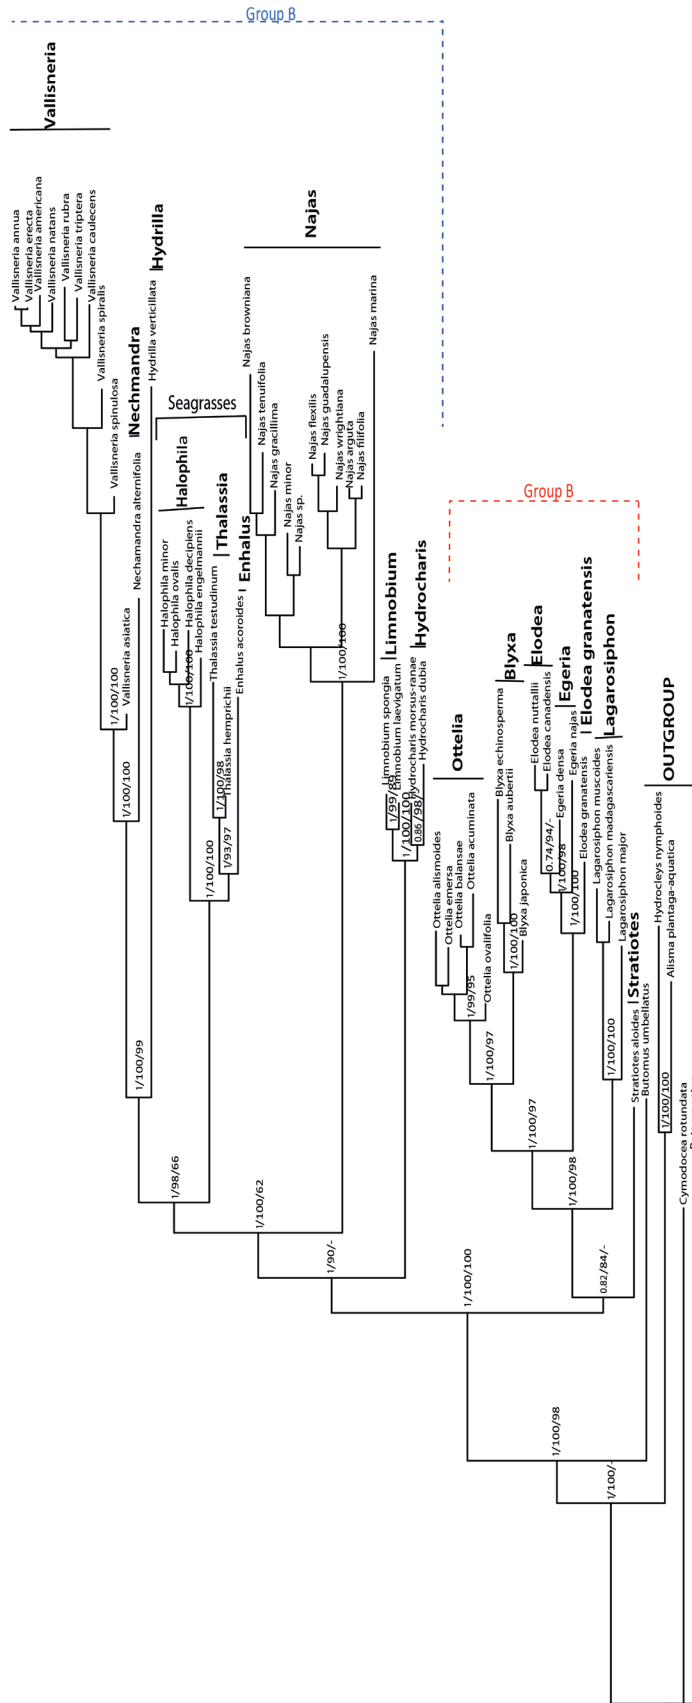 Group B
Vallisneria
Vallisneria annua
Vallisneria erecta
Vallisneria americana
Vallisneria natans
Vallisneria rubra
Vallisneria triptera
Vallisneria caulecens
Vallisneria spiralis
Vallisneria spinulosa
Vallisneria asiatica
1/100/100
Nechmandra
Nechamandra alternifolia
1/100/100
Hydrilla
Hydrilla verticillata
1/100/99
Seagrasses
Halophila
Halophila minor
Halophila ovalis
Halophila decipiens
Halophila engelmannii
1/100/100
Thalassia
Thalassia testudinum
1/100/98
Thalassia hemprichii
Enhalus
Enhalus acoroides
1/93/97
1/100/100
1/98/66
Najas
Najas browniana
Najas tenuifolia
Najas gracillima
Najas minor
Najas sp.
Najas flexilis
Najas guadalupensis
Najas wrightiana
Najas arguta
Najas filifolia
Najas marina
1/100/100
1/100/62
Limnobium
Limnobium spongia
Limnobium laevigatum
1/99/89
Hydrocharis
Hydrocharis morsus-ranae
Hydrocharis dubia
0.86/98/
1/100/100
1/90/-
Group B
Ottelia
Ottelia alismoides
Ottelia emersa
Ottelia balansae
Ottelia acuminata
Ottelia ovalifolia
1/99/95
Blyxa
Blyxa echinosperma
Blyxa aubertii
Blyxa japonica
1/100/100
1/100/97
Elodea
Elodea nuttallii
Elodea canadensis
0.74/94/-
Egeria
Egeria densa
Egeria najas
1/100/98
Elodea granatensis
Elodea granatensis
1/100/100
1/100/97
Lagarosiphon
Lagarosiphon muscoides
Lagarosiphon madagascariensis
Lagarosiphon major
1/100/100
1/100/98
Stratiotes
Stratiotes aloides
0.82/84/-
1/100/100
Butomus umbellatus
1/100/98
OUTGROUP
Hydrocleys nymphoides
Alisma plantaga-aquatica
1/100/100
1/100/-
Cymodocea rotundata